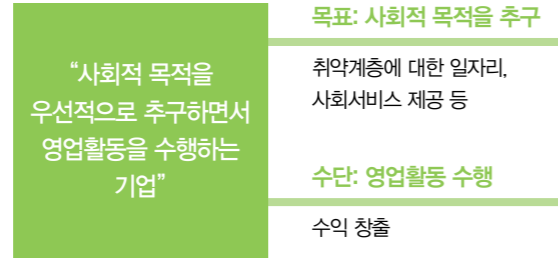 “사회적 목적을
우선적으로 추구하면서
영업활동을 수행하는
기업”
목표: 사회적 목적을 추구
취약계층에 대한 일자리,
사회서비스 제공 등
수단: 영업활동 수행
수익 창출